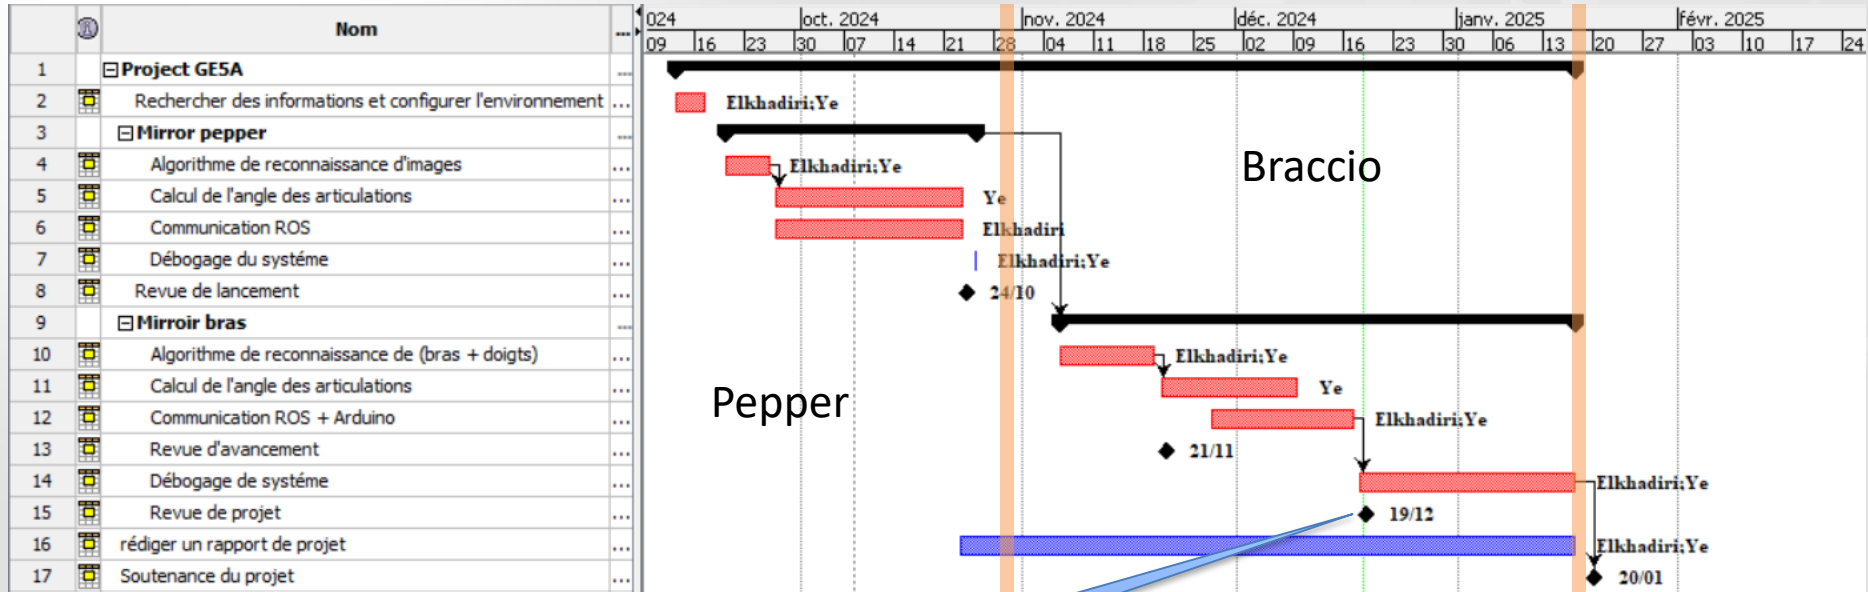 Nom ... 024 oct. 2024 nov. 2024 déc. 2024 janv. 2025 févr. 2025
09 16 23 30 07 14 21 28 04 11 18 25 02 09 16 23 30 06 13 20 27 03 10 17 24
1 Project GE5A ...
2 Rechercher des informations et configurer l'environnement ... Elkhadiri;Ye
3 Mirror pepper ...
4 Algorithme de reconnaissance d'images ... Elkhadiri;Ye
5 Calcul de l'angle des articulations ... Ye
6 Communication ROS ... Elkhadiri
7 Débogage du systéme ... Elkhadiri;Ye
8 Revue de lancement ... 24/10
9 Mirroir bras ...
10 Algorithme de reconnaissance de (bras + doigts) ... Elkhadiri;Ye
11 Calcul de l'angle des articulations ... Ye
12 Communication ROS + Arduino ... Elkhadiri;Ye
13 Revue d'avancement ... 21/11
14 Débogage de systéme ... Elkhadiri;Ye
15 Revue de projet ... 19/12
16 rédiger un rapport de projet ... Elkhadiri;Ye
17 Soutenance du projet ... 20/01
Braccio
Pepper